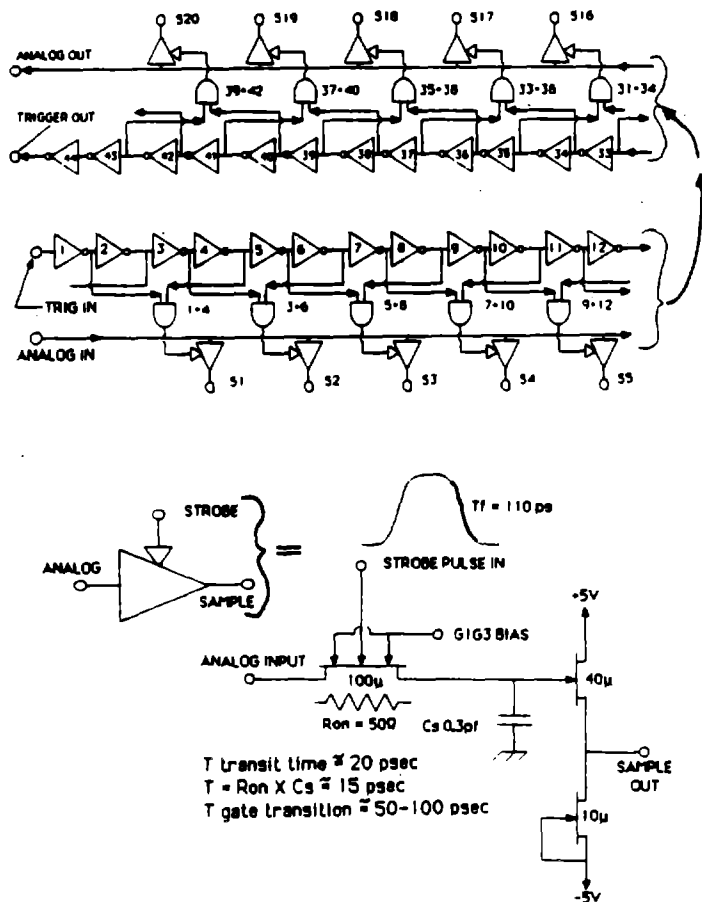 S20 S19 S18 S17 S16
ANALOG OUT
39+42 37+40 35+38 33+36 31+34
TRIGGER OUT
44 43 42 41 40 39 38 37 36 35 34 33
1 2 3 4 5 6 7 8 9 10 11 12
TRIG IN
1+4 3+6 5+8 7+10 9+12
ANALOG IN
S1 S2 S3 S4 S5
Tf = 110 ps
STROBE
STROBE PULSE IN
ANALOG
SAMPLE
=
+5V
G1G3 BIAS
ANALOG INPUT
100µ
40µ
Ron = 50Ω
Cs 0.3pf
T transit time ≈ 20 psec
T = Ron X Cs ≈ 15 psec
T gate transition ≈ 50-100 psec
SAMPLE
OUT
10µ
-5V